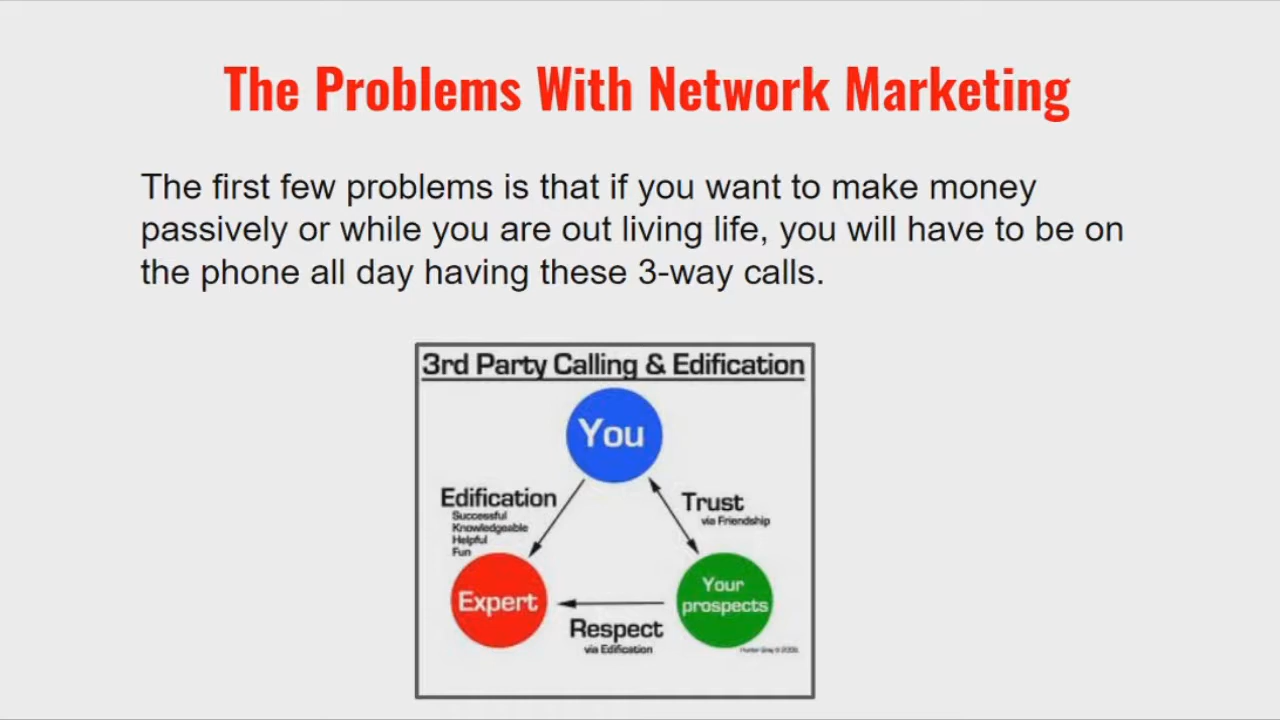 The Problems With Network Marketing
The first few problems is that if you want to make money
passively or while you are out living life, you will have to be on
the phone all day having these 3-way calls.
3rd Party Calling & Edification
You
Edification
Successful
Knowledgeable
Helpful
Fun
Trust
via Friendship
Expert
Your
prospects
Respect
via Edification